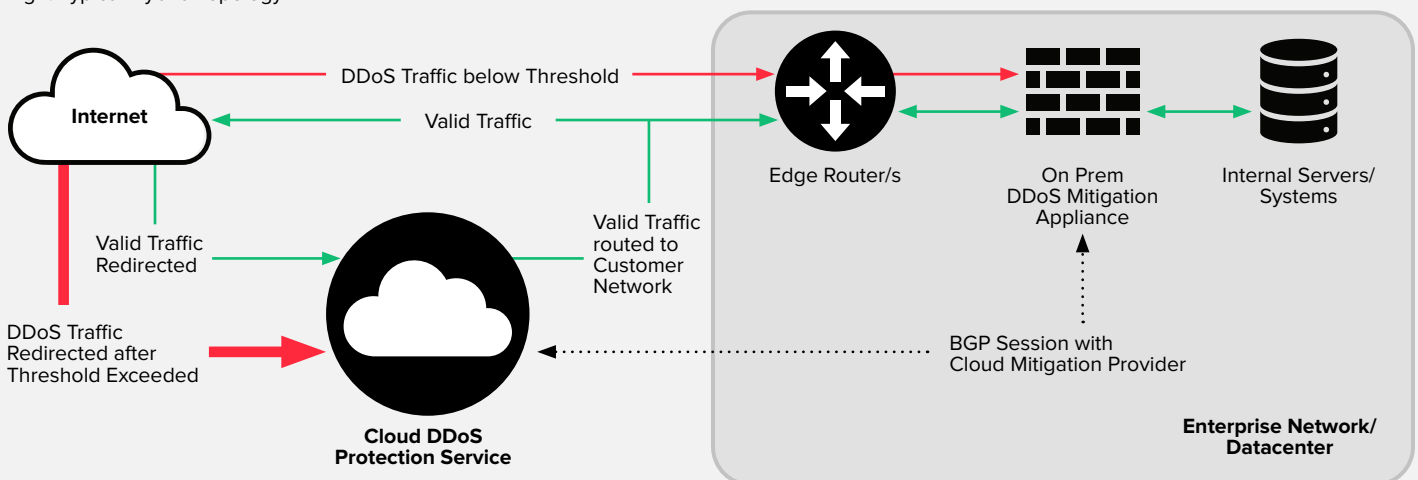 DDoS Traffic below Threshold
Internet
Valid Traffic
Edge Router/s
On Prem
DDoS Mitigation
Appliance
Internal Servers/
Systems
Valid Traffic
Redirected
Valid Traffic
routed to
Customer
Network
DDoS Traffic
Redirected after
Threshold Exceeded
BGP Session with
Cloud Mitigation Provider
Cloud DDoS
Protection Service
Enterprise Network/
Datacenter